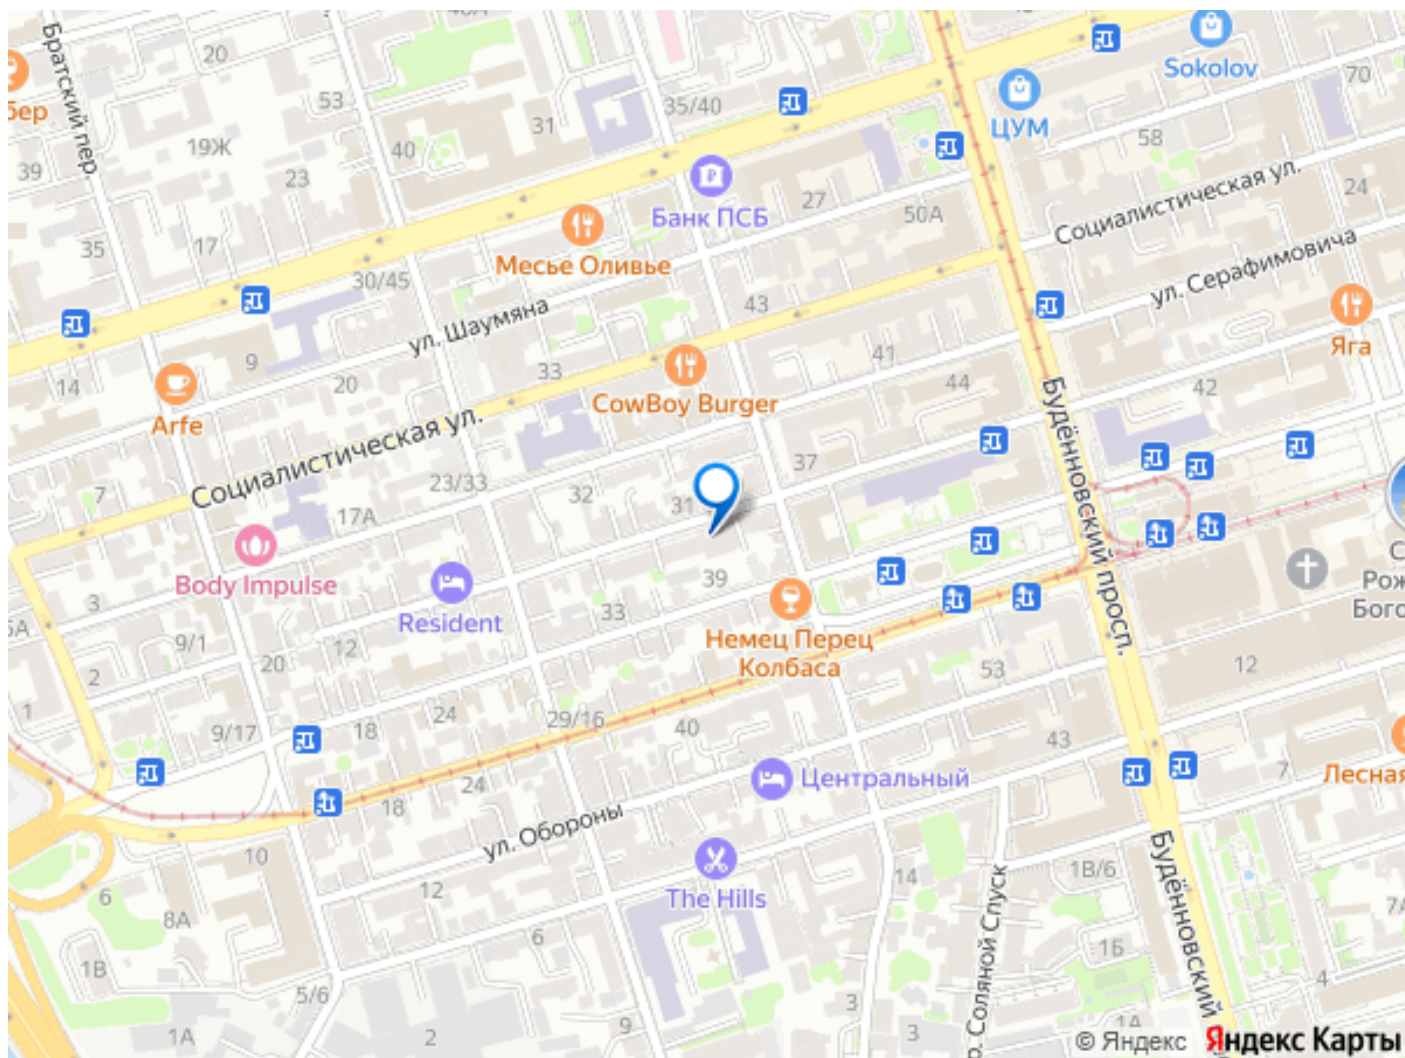 Братский пер
20
48А
Sokolov
бер
53
35/40
ЦУМ
70
19Ж
40
31
58
39
23
Банк ПСБ
27
50А
Социалистическая ул.
24
35
17
Месье Оливье
30/45
ул. Шаумяна
43
ул. Серафимовича
9
33
41
Яга
14
20
44
42
Arfe
CowBoy Burger
Социалистическая ул.
Будённовский просп.
7
23/33
32
31
37
17А
Body Impulse
39
С
Рож
Бого
3
Resident
33
5А
9/1
12
Немец Перец
Колбаса
2
20
53
12
1
9/17
18
24
29/16
40
43
7
Центральный
Лесная
24
18
ул. Обороны
10
The Hills
14
1В/6
Будённовский
6
8А
12
7А
6
1Б
р. Соляной Спуск
1В
5/6
4
3
1А
2
9
3
1А
© Яндекс Яндекс Карты